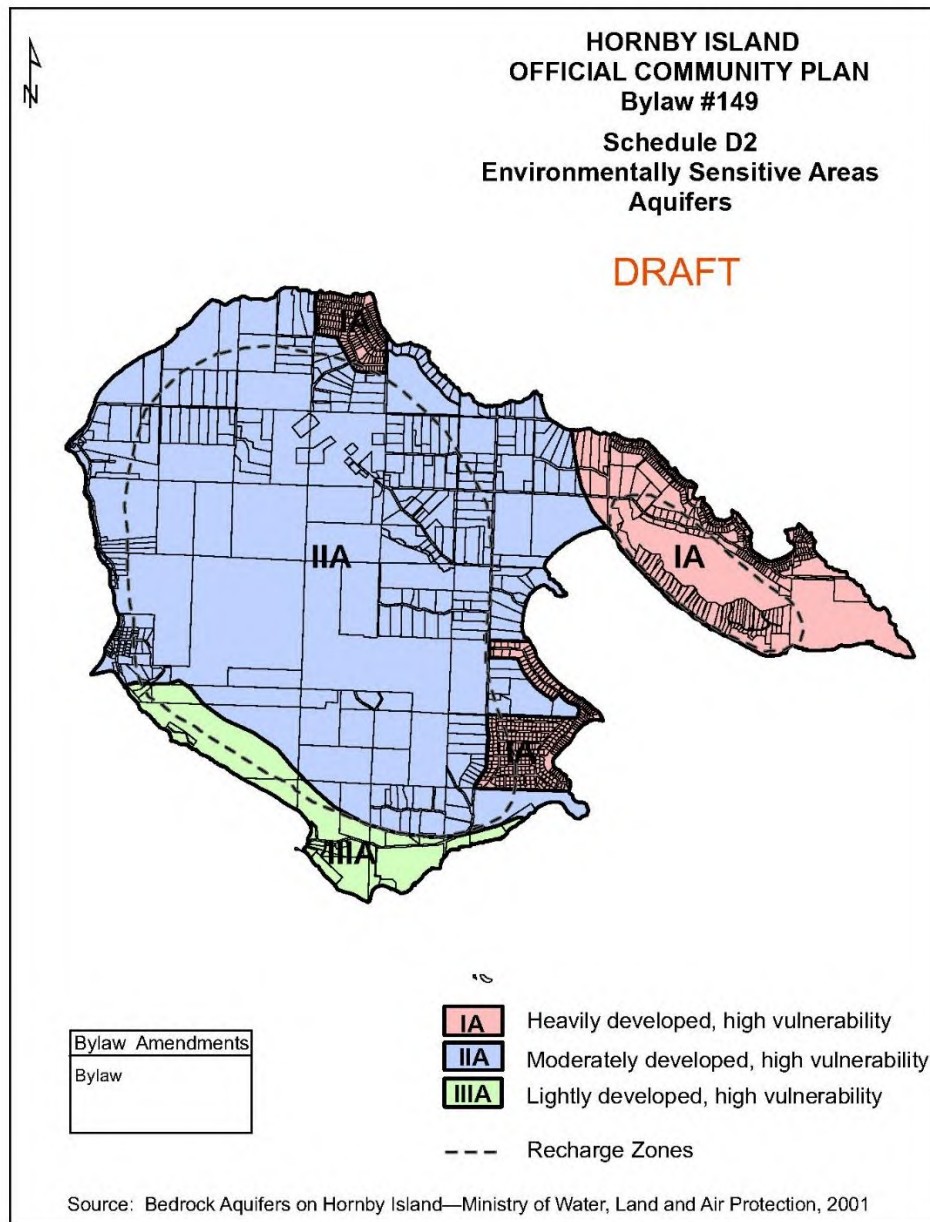 HORNBY ISLAND
OFFICIAL COMMUNITY PLAN
Bylaw #149
Schedule D2
Environmentally Sensitive Areas
Aquifers
DRAFT
N
IA
IIA
IA
IA
IIIA
IA Heavily developed, high vulnerability
IIA Moderately developed, high vulnerability
IIIA Lightly developed, high vulnerability
Recharge Zones
Bylaw Amendments
Bylaw
Source: Bedrock Aquifers on Hornby Island—Ministry of Water, Land and Air Protection, 2001